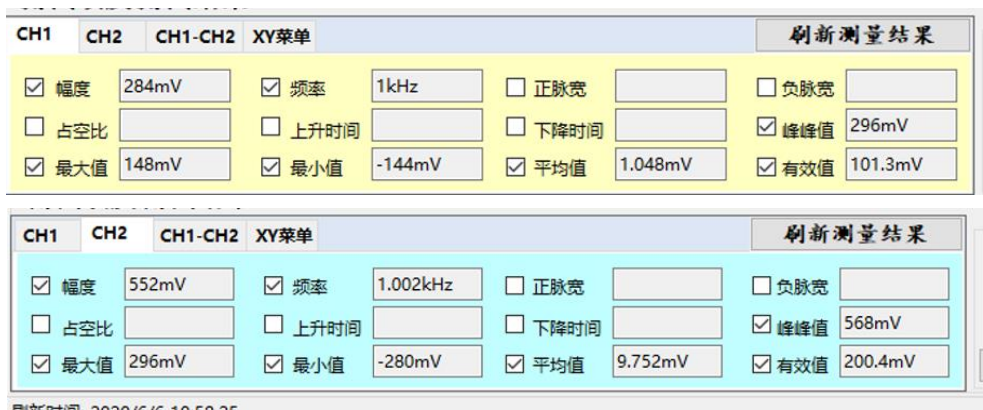 CH1 CH2 CH1-CH2 XY菜单 刷新测量结果
幅度 284mV 频率 1kHz 正脉宽 负脉宽
占空比 上升时间 下降时间 峰峰值 296mV
最大值 148mV 最小值 -144mV 平均值 1.048mV 有效值 101.3mV
CH1 CH2 CH1-CH2 XY菜单 刷新测量结果
幅度 552mV 频率 1.002kHz 正脉宽 负脉宽
占空比 上升时间 下降时间 峰峰值 568mV
最大值 296mV 最小值 -280mV 平均值 9.752mV 有效值 200.4mV